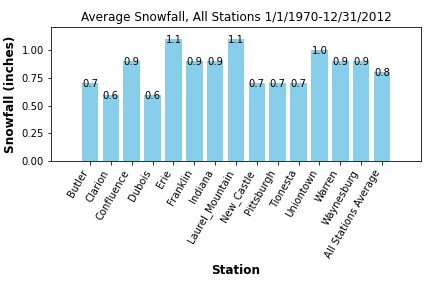 Average Snowfall, All Stations 1/1/1970-12/31/2012
Snowfall (inches)
1.00
0.75
0.50
0.25
0.00
0.7
0.6
0.9
0.6
1.1
0.9
0.9
1.1
0.7
0.7
0.7
1.0
0.9
0.9
0.8
Butler
Clarion
Confluence
Dubois
Erie
Franklin
Indiana
Laurel_Mountain
New_Castle
Pittsburgh
Tionesta
Uniontown
Warren
Waynesburg
All Stations Average
Station